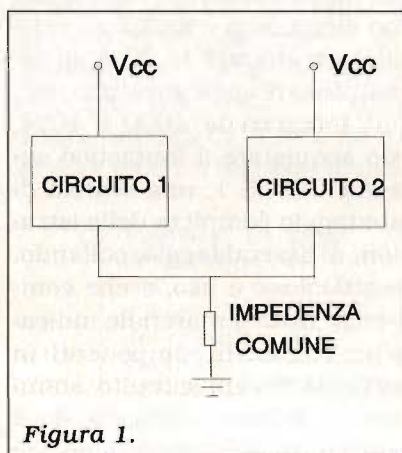 Vcc Vcc
CIRCUITO 1 CIRCUITO 2
IMPEDENZA
COMUNE
Figura 1.